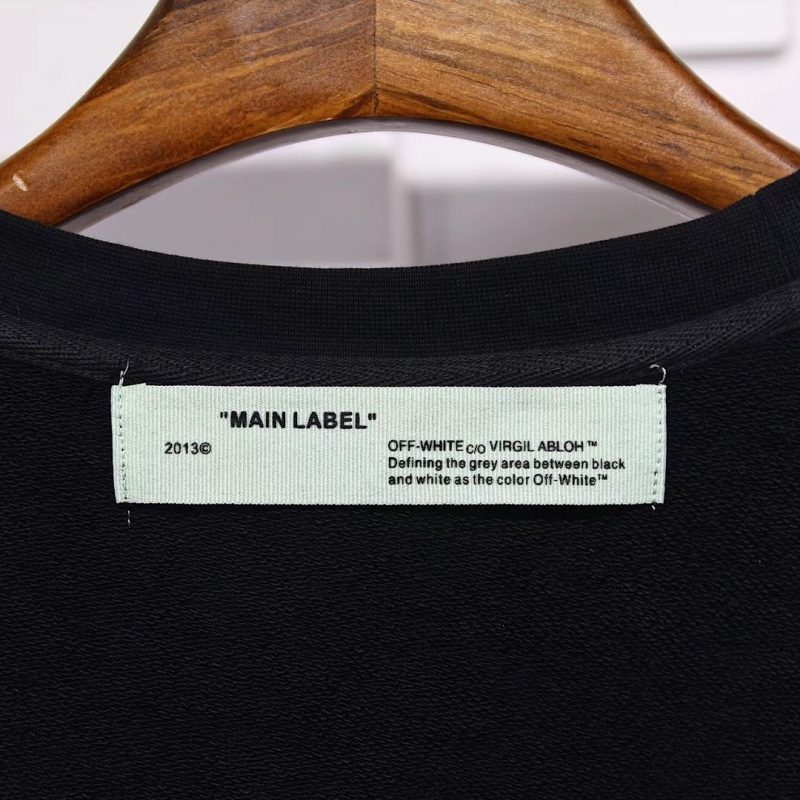 "MAIN LABEL"
2013©
OFF-WHITE C/O VIRGIL ABLOH™
Defining the grey area between black
and white as the color Off-White™